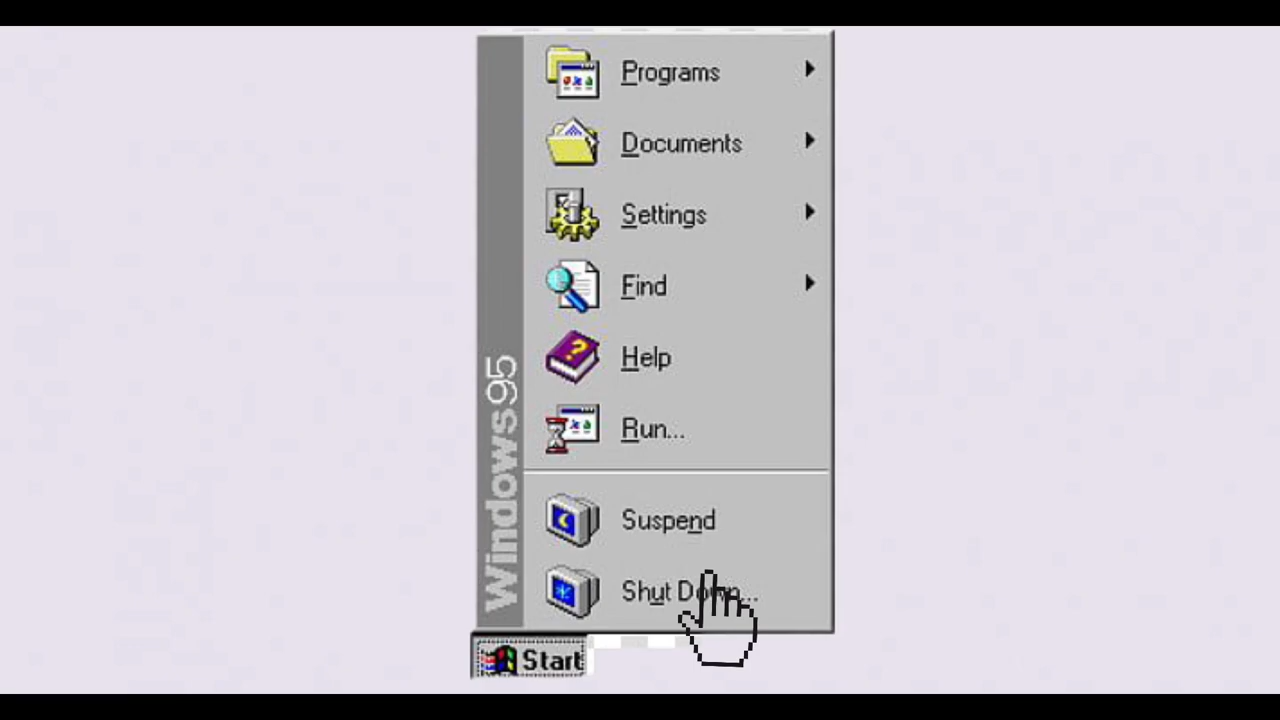 Programs
Documents
Settings
Find
Help
Run...
Suspend
Shut Down...
Windows95
Start